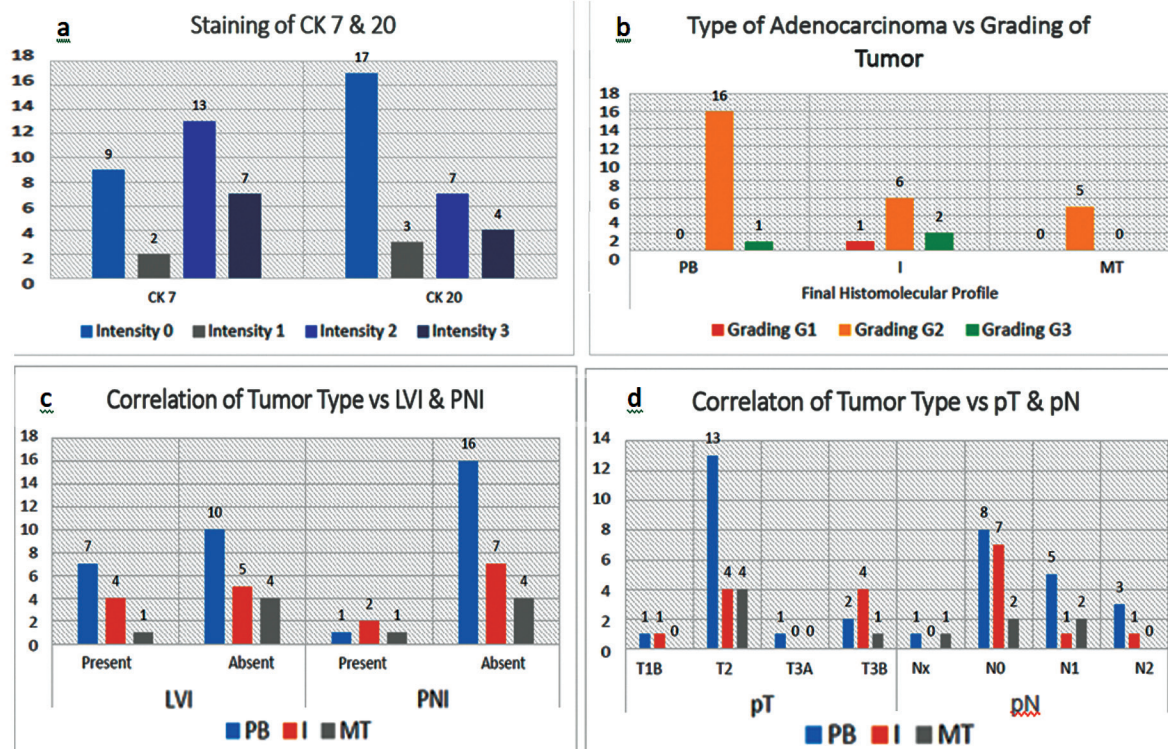 a
Staining of CK 7 & 20
18
16
14
12
10
8
6
4
2
0
9
2
13
7
17
3
7
4
CK 7
CK 20
Intensity 0
Intensity 1
Intensity 2
Intensity 3
b
Type of Adenocarcinoma vs Grading of
Tumor
18
16
14
12
10
8
6
4
2
0
0
16
1
1
6
2
0
5
0
PB
I
MT
Final Histomolecular Profile
Grading G1
Grading G2
Grading G3
c
Correlation of Tumor Type vs LVI & PNI
18
16
14
12
10
8
6
4
2
0
7
4
1
10
5
4
1
2
1
16
7
4
Present
Absent
Present
Absent
LVI
PNI
PB
I
MT
d
Correlaton of Tumor Type vs pT & pN
14
12
10
8
6
4
2
0
1
1
0
13
4
4
1
0
0
2
4
1
1
0
1
8
7
2
5
1
2
3
1
0
T1B
T2
T3A
T3B
Nx
N0
N1
N2
pT
pN
PB
I
MT